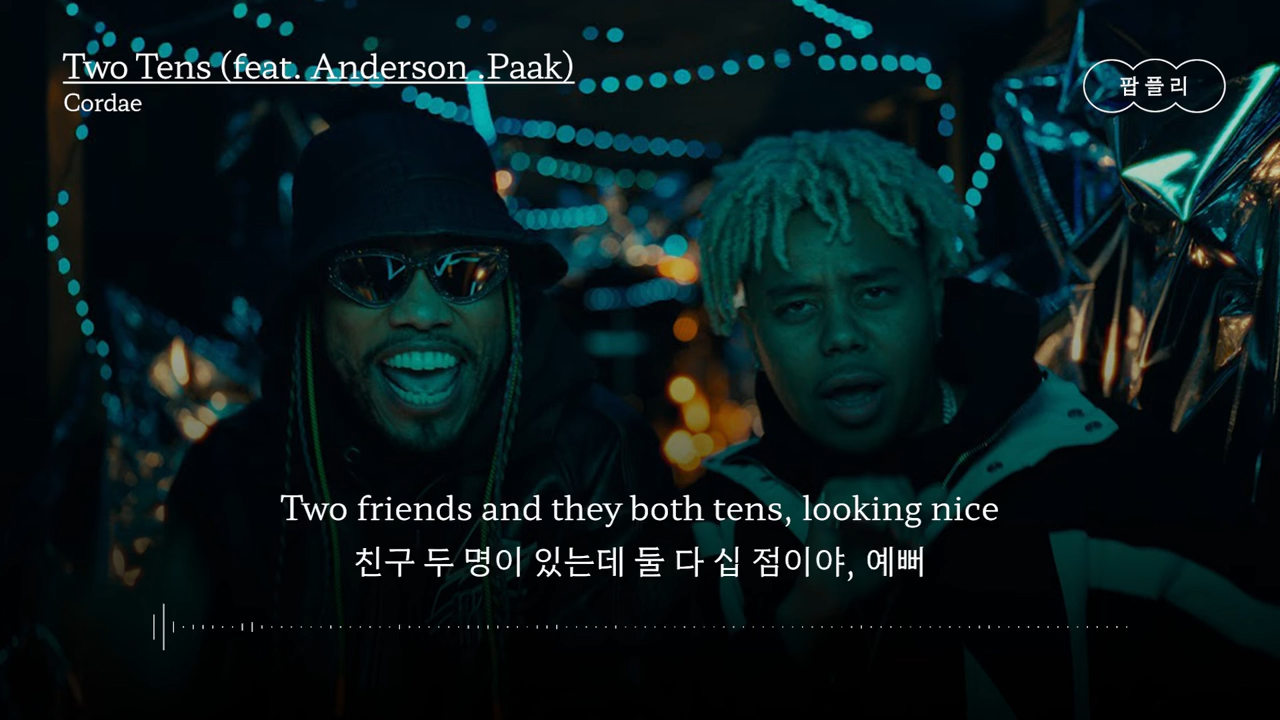 Two Tens (feat. Anderson .Paak)
Cordae
팝플리
Two friends and they both tens, looking nice
친구 두 명이 있는데 둘 다 십 점이야, 예뻐